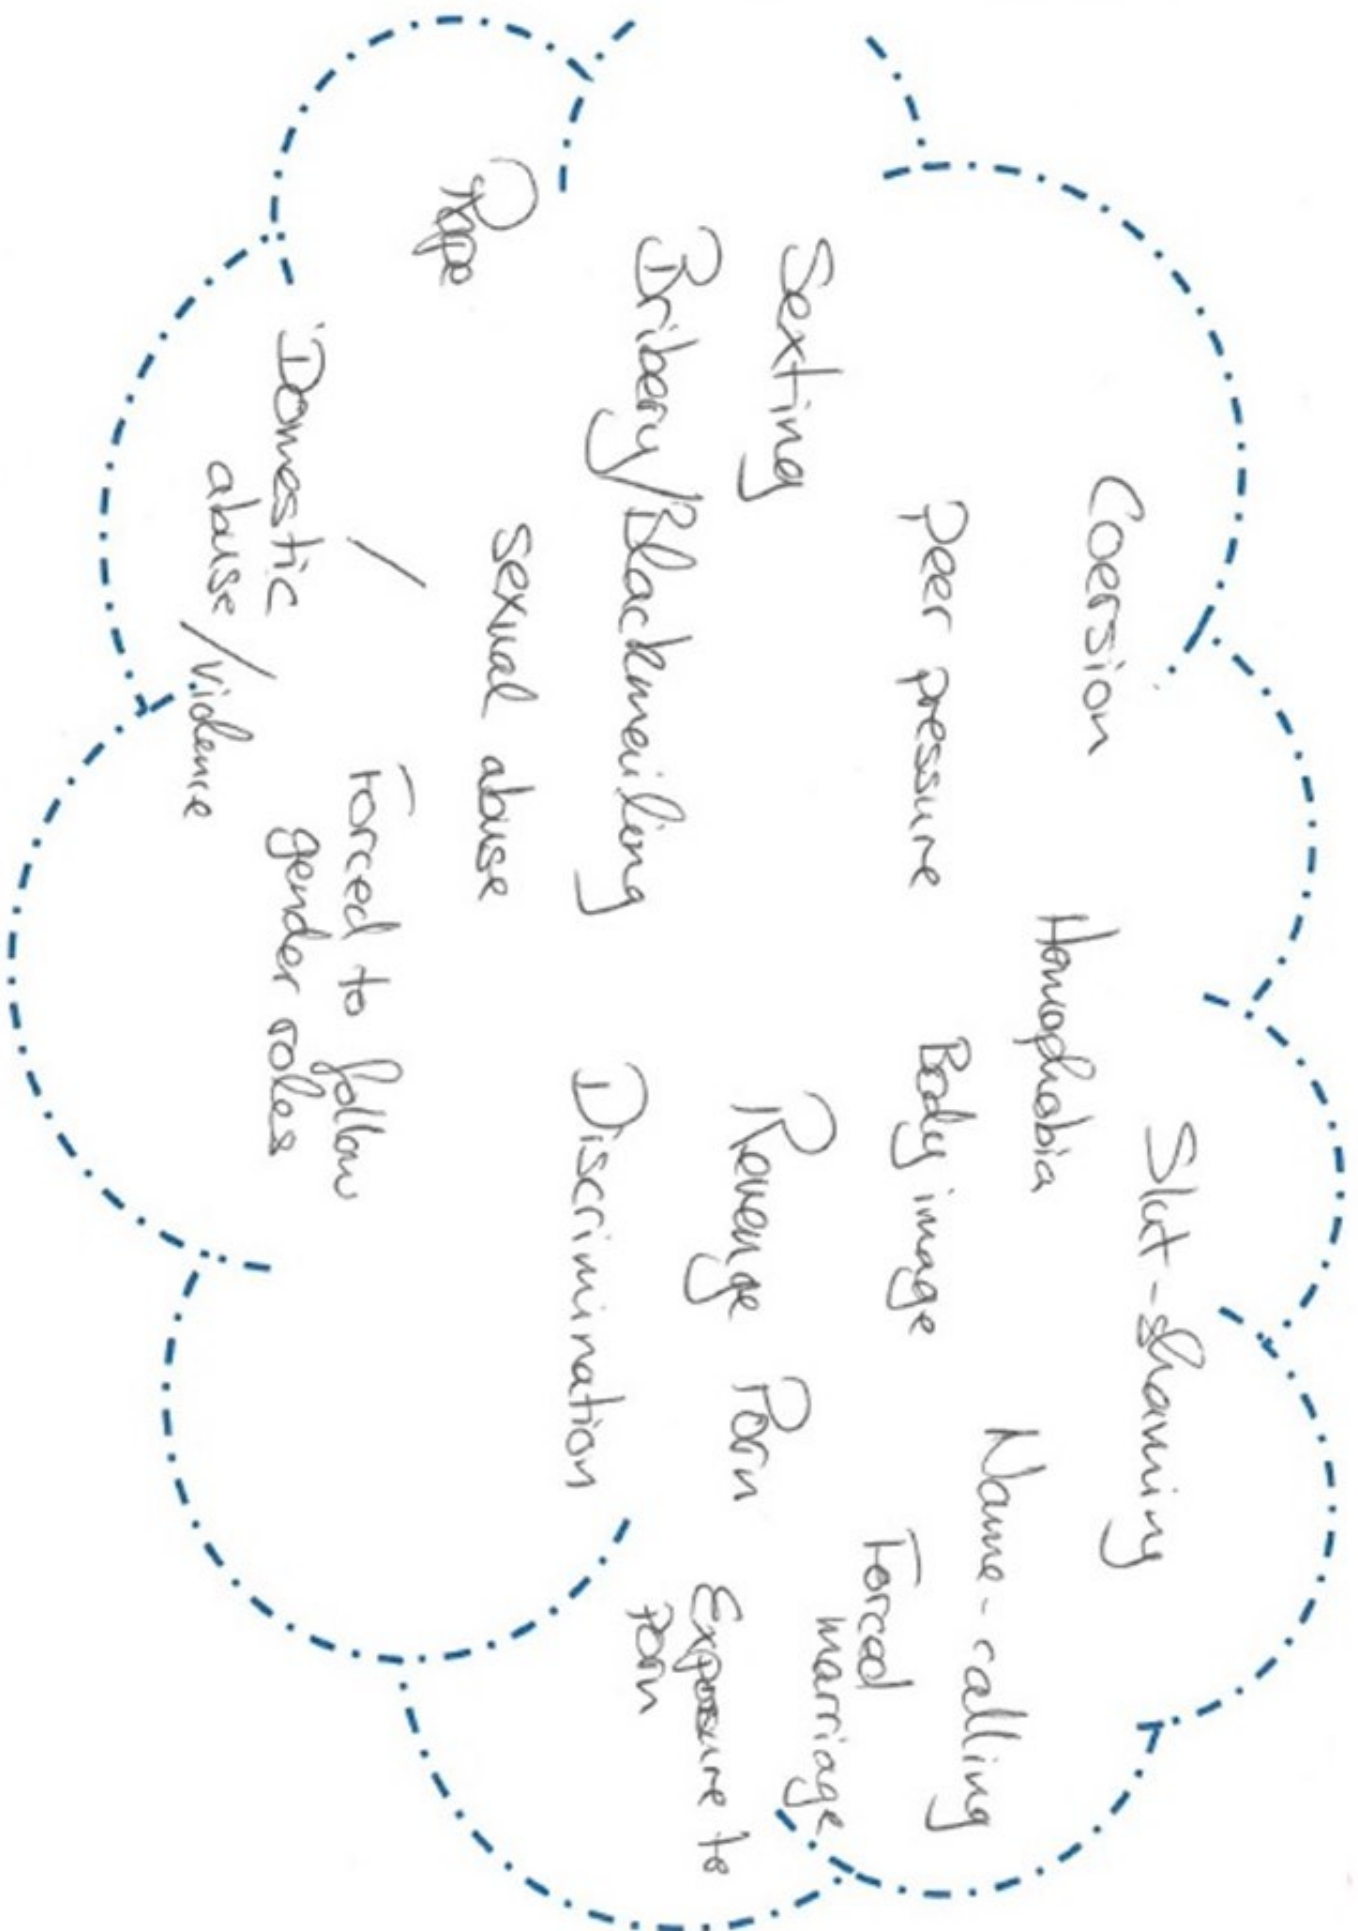 Coersion
Slut-shaming
Homophobia
Name-calling
Peer pressure
Body image
Forced
marriage
Sexting
Revenge Porn
Exposure to
Porn
Bribery/Blackmailing
Discrimination
Rape
Sexual abuse
/
Forced to follow
gender roles
Domestic
abuse/violence